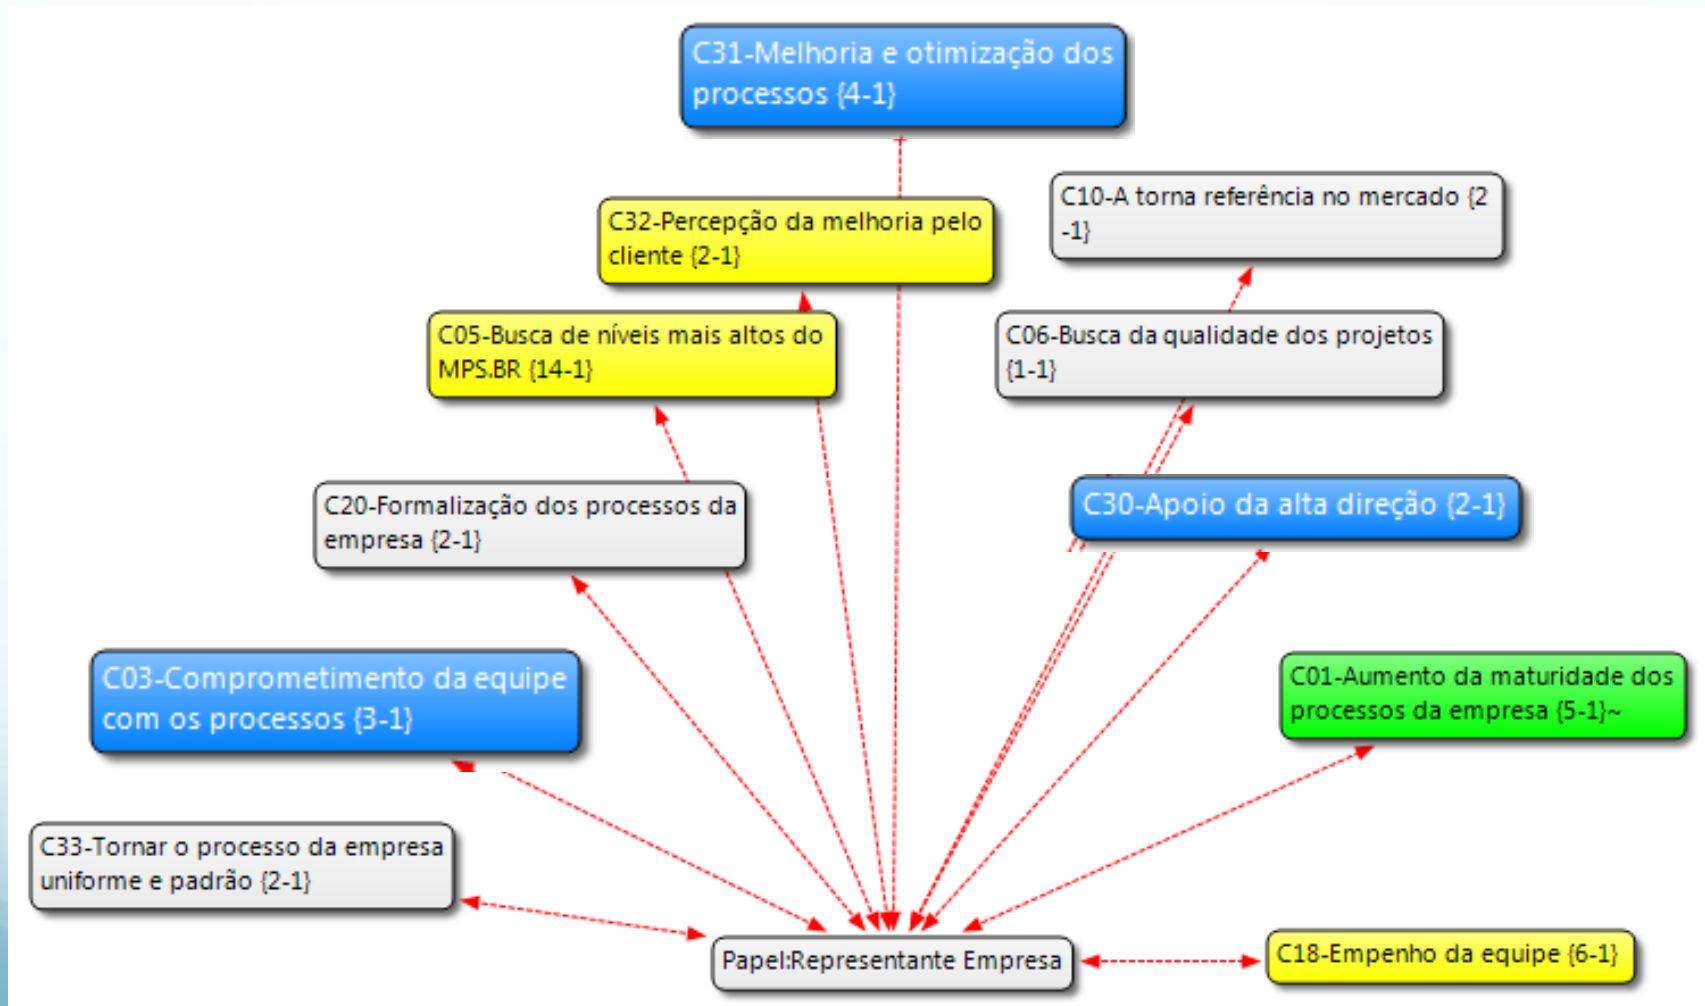 C31-Melhoria e otimização dos
processos {4-1}
C10-A torna referência no mercado {2
-1}
C32-Percepção da melhoria pelo
cliente {2-1}
C05-Busca de níveis mais altos do
MPS.BR {14-1}
C06-Busca da qualidade dos projetos
{1-1}
C20-Formalização dos processos da
empresa {2-1}
C30-Apoio da alta direção {2-1}
C03-Comprometimento da equipe
com os processos {3-1}
C01-Aumento da maturidade dos
processos da empresa {5-1}~
C33-Tornar o processo da empresa
uniforme e padrão {2-1}
Papel:Representante Empresa
C18-Empenho da equipe {6-1}